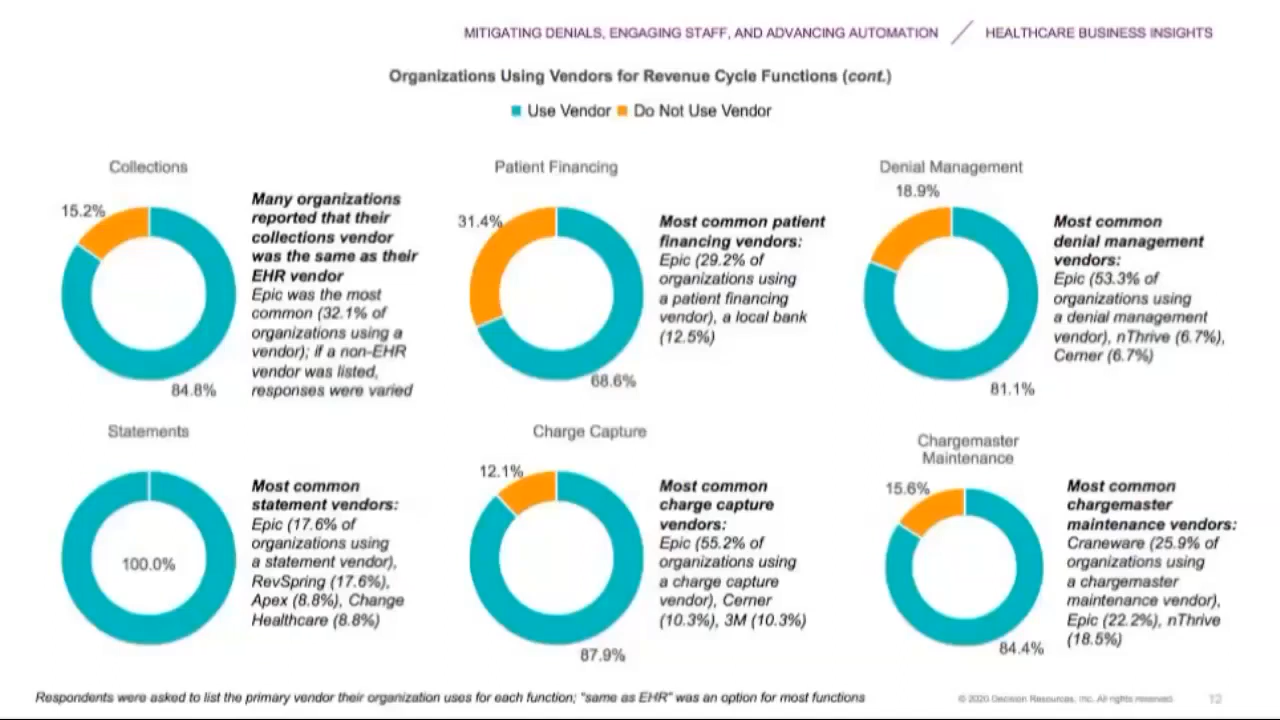 MITIGATING DENIALS, ENGAGING STAFF, AND ADVANCING AUTOMATION / HEALTHCARE BUSINESS INSIGHTS
Organizations Using Vendors for Revenue Cycle Functions (cont.)
Use Vendor Do Not Use Vendor
Collections
15.2%
84.8%
Many organizations
reported that their
collections vendor
was the same as their
EHR vendor
Epic was the most
common (32.1% of
organizations using a
vendor); if a non-EHR
vendor was listed,
responses were varied
Patient Financing
31.4%
68.6%
Most common patient
financing vendors:
Epic (29.2% of
organizations using
a patient financing
vendor), a local bank
(12.5%)
Denial Management
18.9%
81.1%
Most common
denial management
vendors:
Epic (53.3% of
organizations using
a denial management
vendor), nThrive (6.7%),
Cerner (6.7%)
Statements
100.0%
Most common
statement vendors:
Epic (17.6% of
organizations using
a statement vendor),
RevSpring (17.6%),
Apex (8.8%), Change
Healthcare (8.8%)
Charge Capture
12.1%
87.9%
Most common
charge capture
vendors:
Epic (55.2% of
organizations using
a charge capture
vendor), Cerner
(10.3%), 3M (10.3%)
Chargemaster
Maintenance
15.6%
84.4%
Most common
chargemaster
maintenance vendors:
Craneware (25.9% of
organizations using
a chargemaster
maintenance vendor),
Epic (22.2%), nThrive
(18.5%)
Respondents were asked to list the primary vendor their organization uses for each function; "same as EHR" was an option for most functions
© 2020 Decision Resources, Inc. All rights reserved. 12